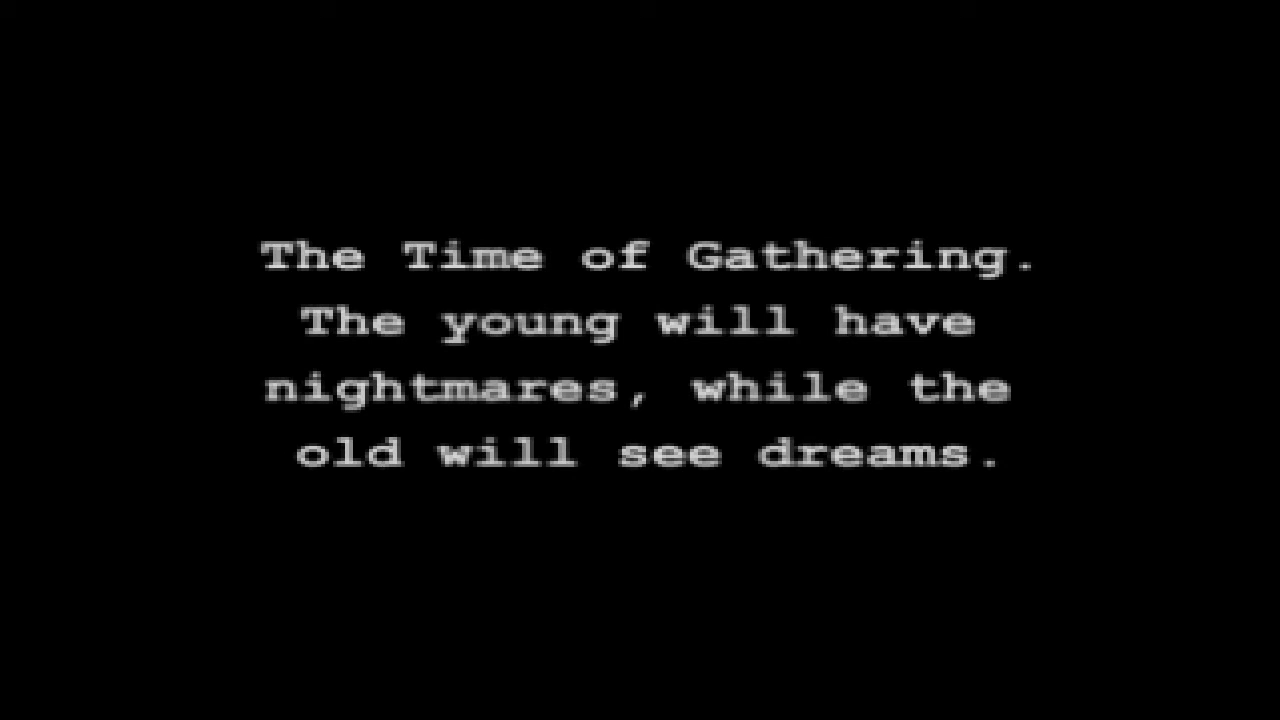 The Time of Gathering.
The young will have
nightmares, while the
old will see dreams.